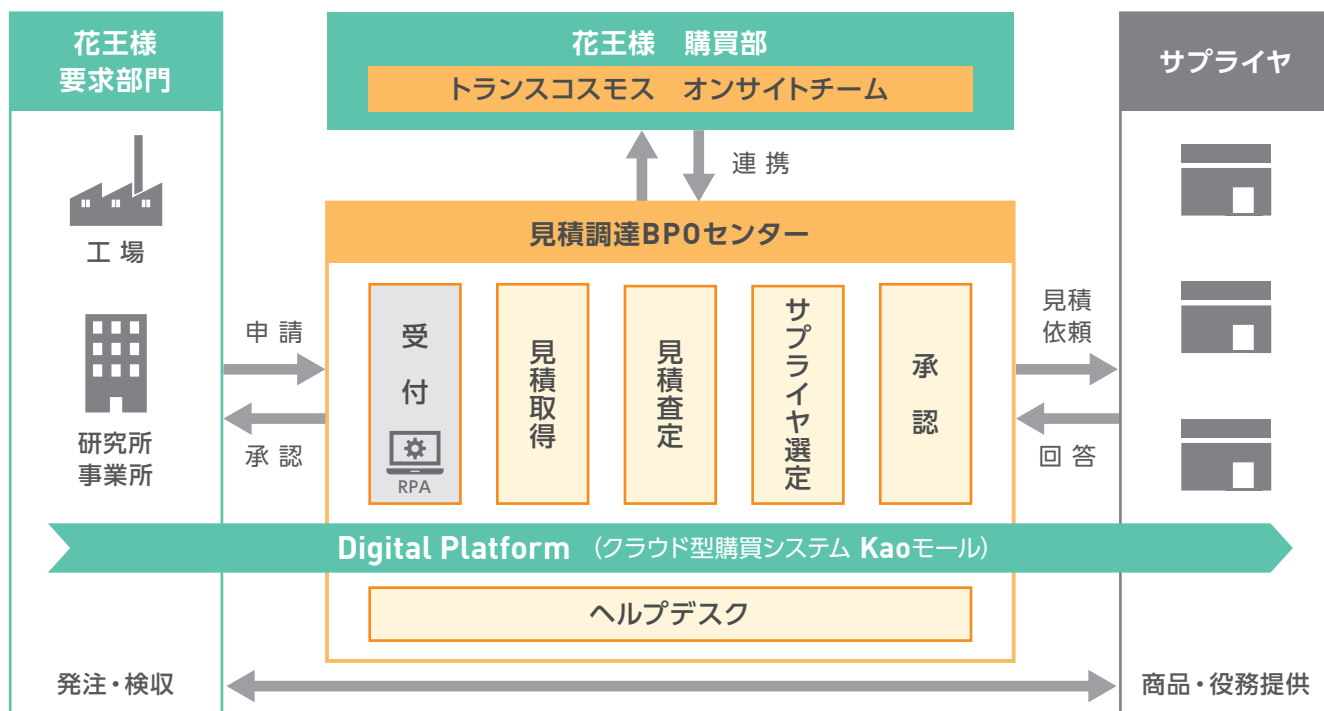 花王様
要求部門
花王様 購買部
トランスコスモス オンサイトチーム
サプライヤ
連携
見積調達BPOセンター
工場
研究所
事業所
申請
承認
受付
RPA
見積取得
見積査定
サプライヤ選定
承認
見積
依頼
回答
Digital Platform （クラウド型購買システム Kaoモール）
ヘルプデスク
発注・検収
商品・役務提供